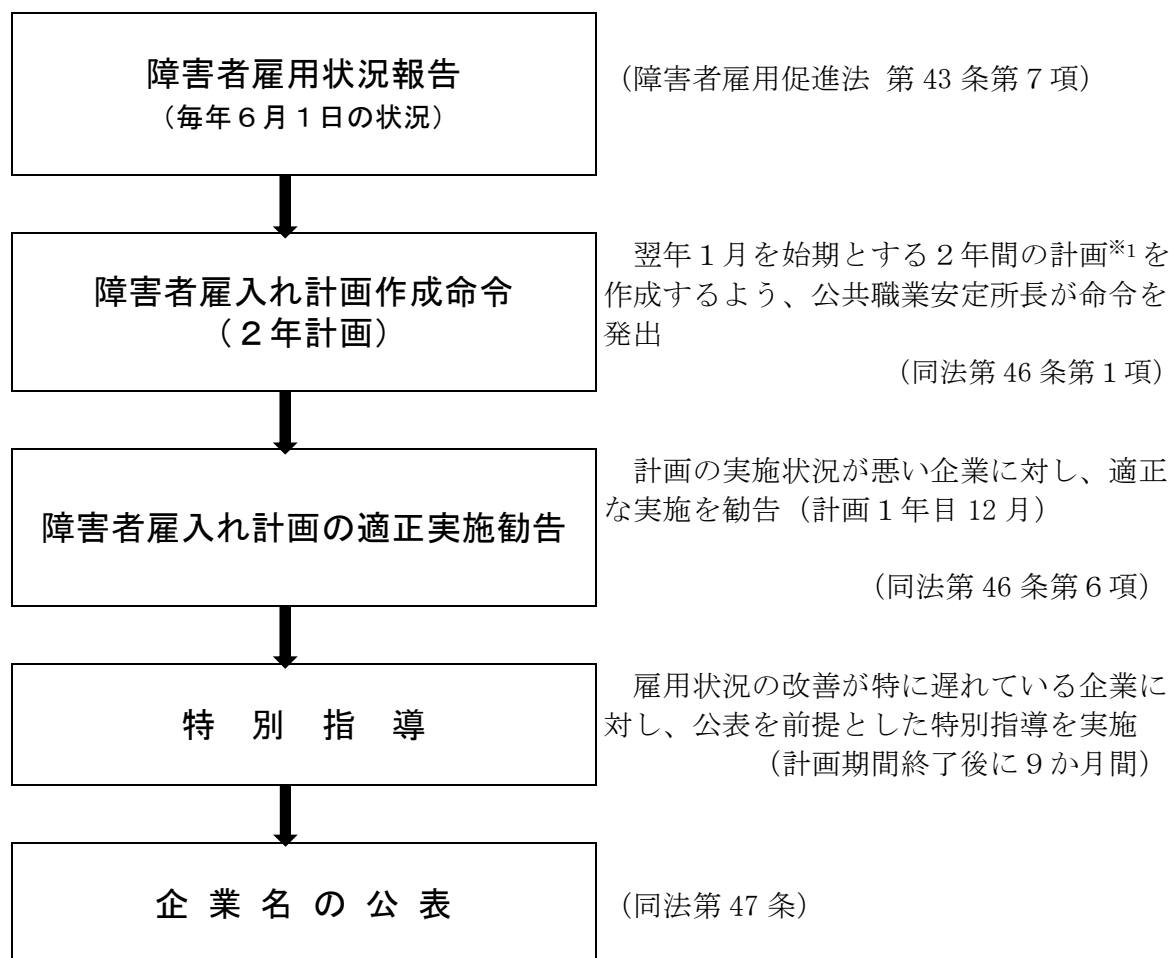 障害者雇用状況報告
（毎年６月１日の状況）
（障害者雇用促進法 第 43 条第７項）
障害者雇入れ計画作成命令
（２年計画）
翌年１月を始期とする２年間の計画※1を
作成するよう、公共職業安定所長が命令を
発出
（同法第 46 条第１項）
障害者雇入れ計画の適正実施勧告
計画の実施状況が悪い企業に対し、適正
な実施を勧告（計画１年目 12 月）
（同法第 46 条第６項）
特 別 指 導
雇用状況の改善が特に遅れている企業に
対し、公表を前提とした特別指導を実施
（計画期間終了後に９か月間）
企 業 名 の 公 表
（同法第 47 条）